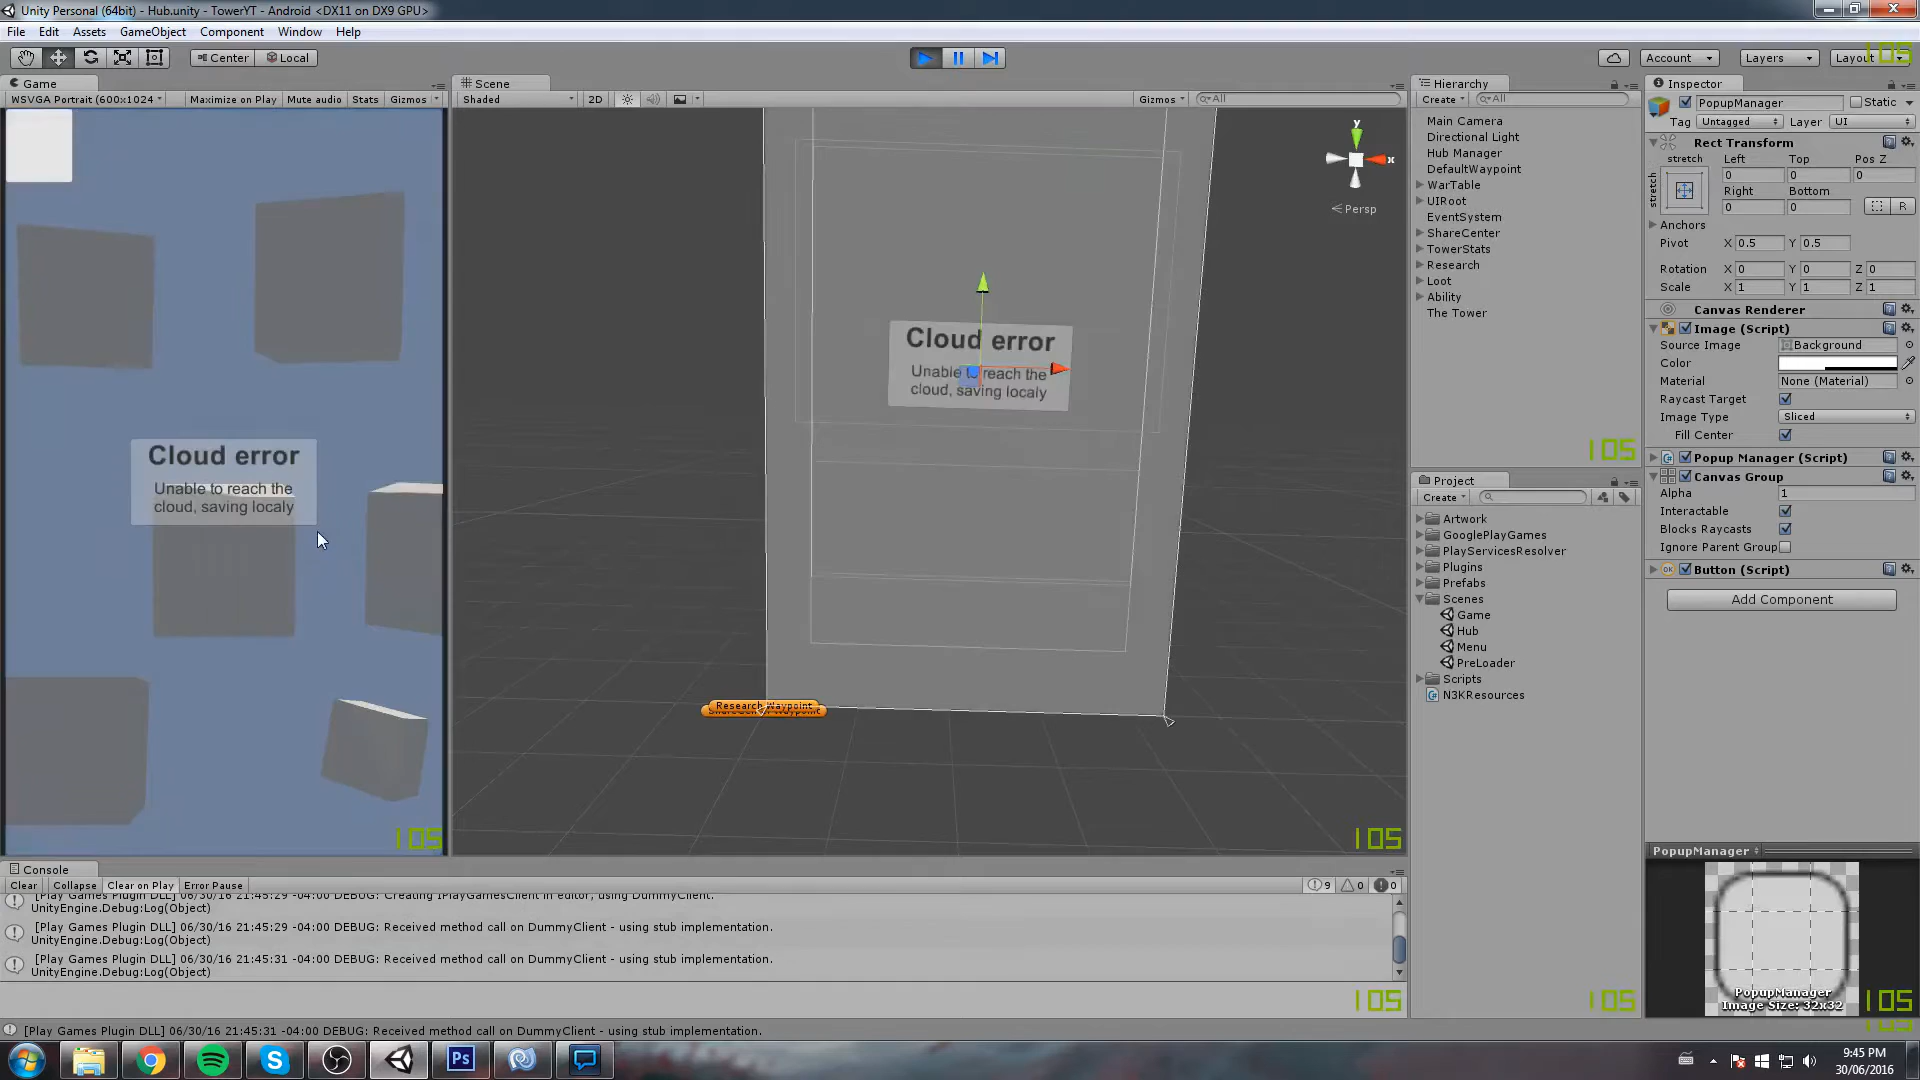 Unity Personal (64bit) - Hub.unity - TowerYT - Android <DX11 on DX9 GPU>
File Edit Assets GameObject Component Window Help
Center Local
Account Layers Layout
105
Game
WSVGA Portrait (600x1024 Maximize on Play Mute audio Stats Gizmos
Cloud error
Unable to reach the
cloud, saving localy
105
Scene
Shaded 2D Gizmos All
y
x
Persp
Cloud error
Unable to reach the
cloud, saving localy
Research Waypoint
105
Hierarchy
Create All
Main Camera
Directional Light
Hub Manager
DefaultWaypoint
WarTable
UIRoot
EventSystem
ShareCenter
TowerStats
Research
Loot
Ability
The Tower
105
Project
Create
Artwork
GooglePlayGames
PlayServicesResolver
Plugins
Prefabs
Scenes
Game
Hub
Menu
PreLoader
Scripts
N3KResources
105
Inspector
PopupManager Static
Tag Untagged Layer UI
Rect Transform
stretch Left Top Pos Z
stretch 0 0 0
Right Bottom
0 0 R
Anchors
Pivot X 0.5 Y 0.5
Rotation X 0 Y 0 Z 0
Scale X 1 Y 1 Z 1
Canvas Renderer
Image (Script)
Source Image Background
Color
Material None (Material)
Raycast Target
Image Type Sliced
Fill Center
Popup Manager (Script)
Canvas Group
Alpha 1
Interactable
Blocks Raycasts
Ignore Parent Group
OK Button (Script)
Add Component
PopupManager
PopupManager
Image Size: 32x32
105
Console
Clear Collapse Clear on Play Error Pause 9 0 0
[Play Games Plugin DLL] 06/30/16 21:45:29 -04:00 DEBUG: Creating IPlayGamesClient in editor, using DummyClient.
UnityEngine.Debug:Log(Object)
[Play Games Plugin DLL] 06/30/16 21:45:29 -04:00 DEBUG: Received method call on DummyClient - using stub implementation.
UnityEngine.Debug:Log(Object)
[Play Games Plugin DLL] 06/30/16 21:45:31 -04:00 DEBUG: Received method call on DummyClient - using stub implementation.
UnityEngine.Debug:Log(Object)
105
[Play Games Plugin DLL] 06/30/16 21:45:31 -04:00 DEBUG: Received method call on DummyClient - using stub implementation.
Ps
9:45 PM
30/06/2016